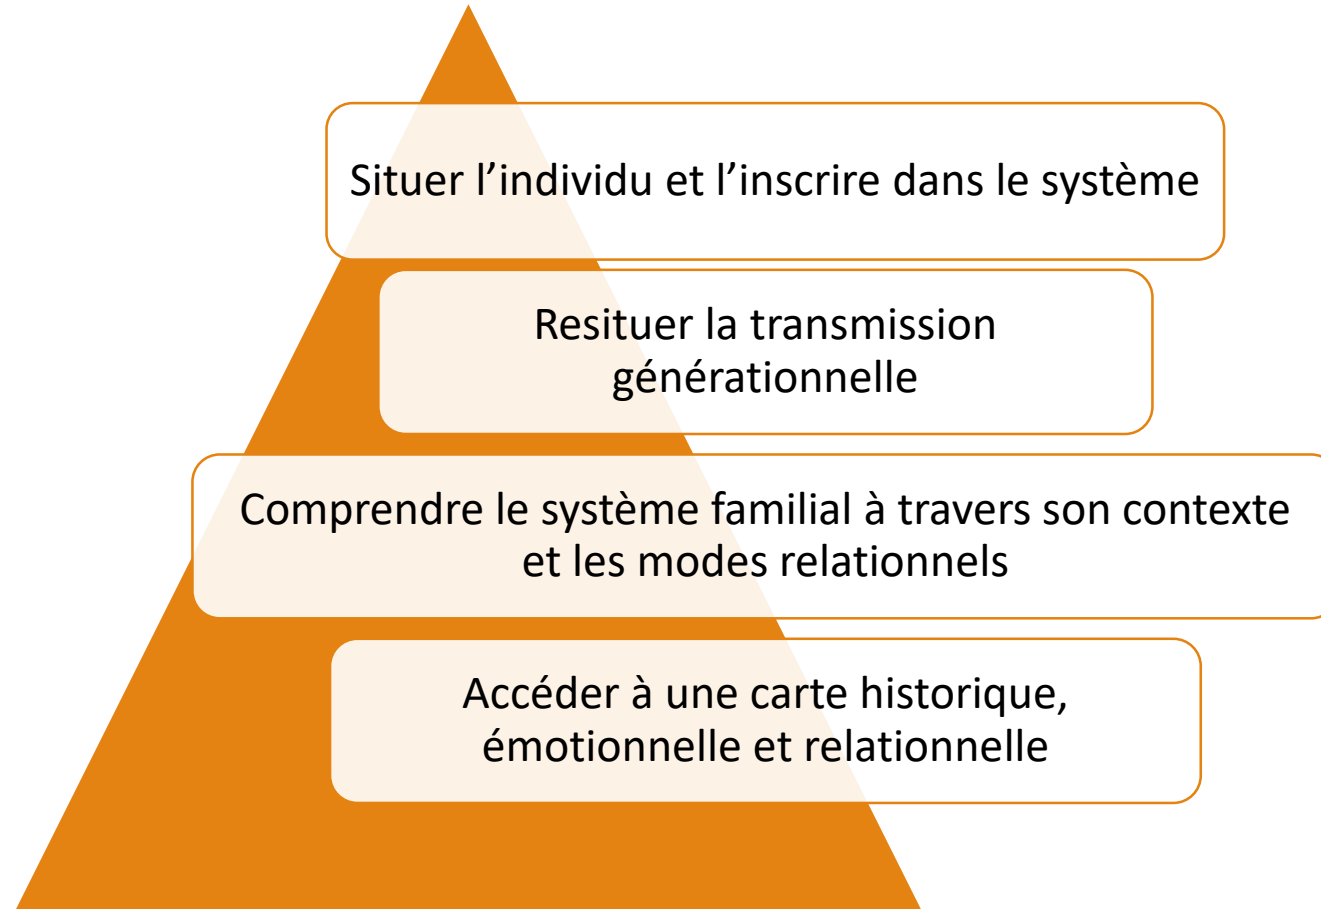 Situer l’individu et l’inscrire dans le système
Resituer la transmission
générationnelle
Comprendre le système familial à travers son contexte
et les modes relationnels
Accéder à une carte historique,
émotionnelle et relationnelle